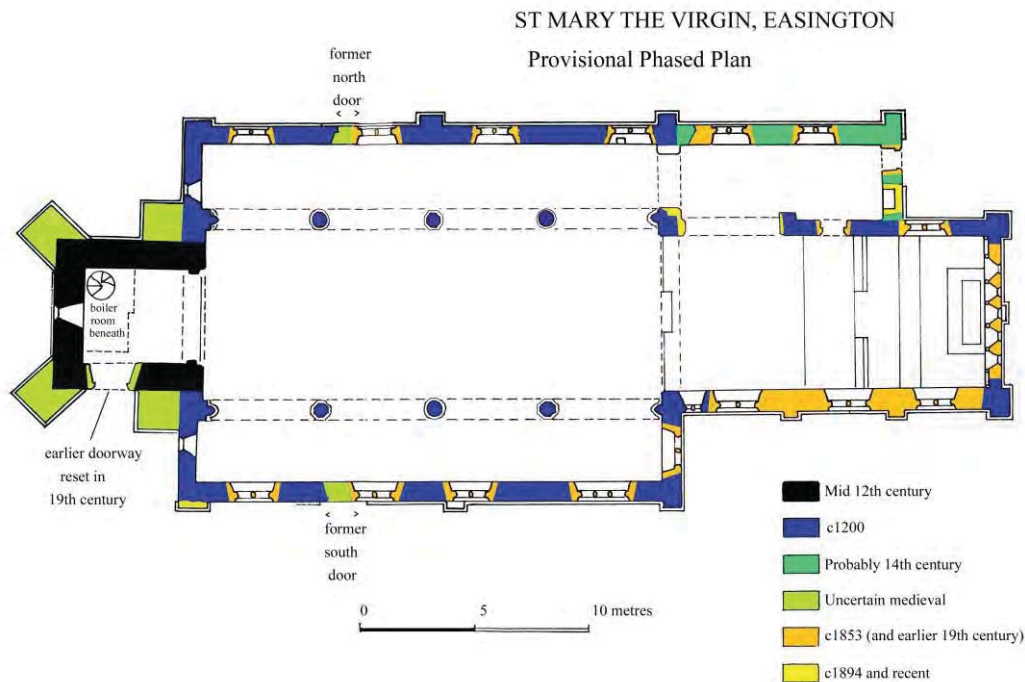 ST MARY THE VIRGIN, EASINGTON
Provisional Phased Plan
former
north
door
boiler
room
beneath
earlier doorway
reset in
19th century
former
south
door
0 5 10 metres
Mid 12th century
c1200
Probably 14th century
Uncertain medieval
c1853 (and earlier 19th century)
c1894 and recent